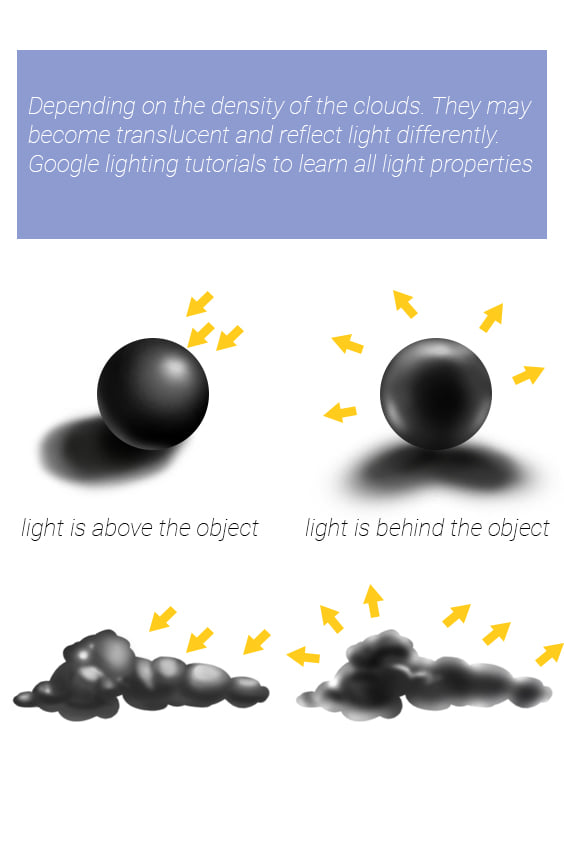 Depending on the density of the clouds. They may
become translucent and reflect light differently.
Google lighting tutorials to learn all light properties
light is above the object
light is behind the object